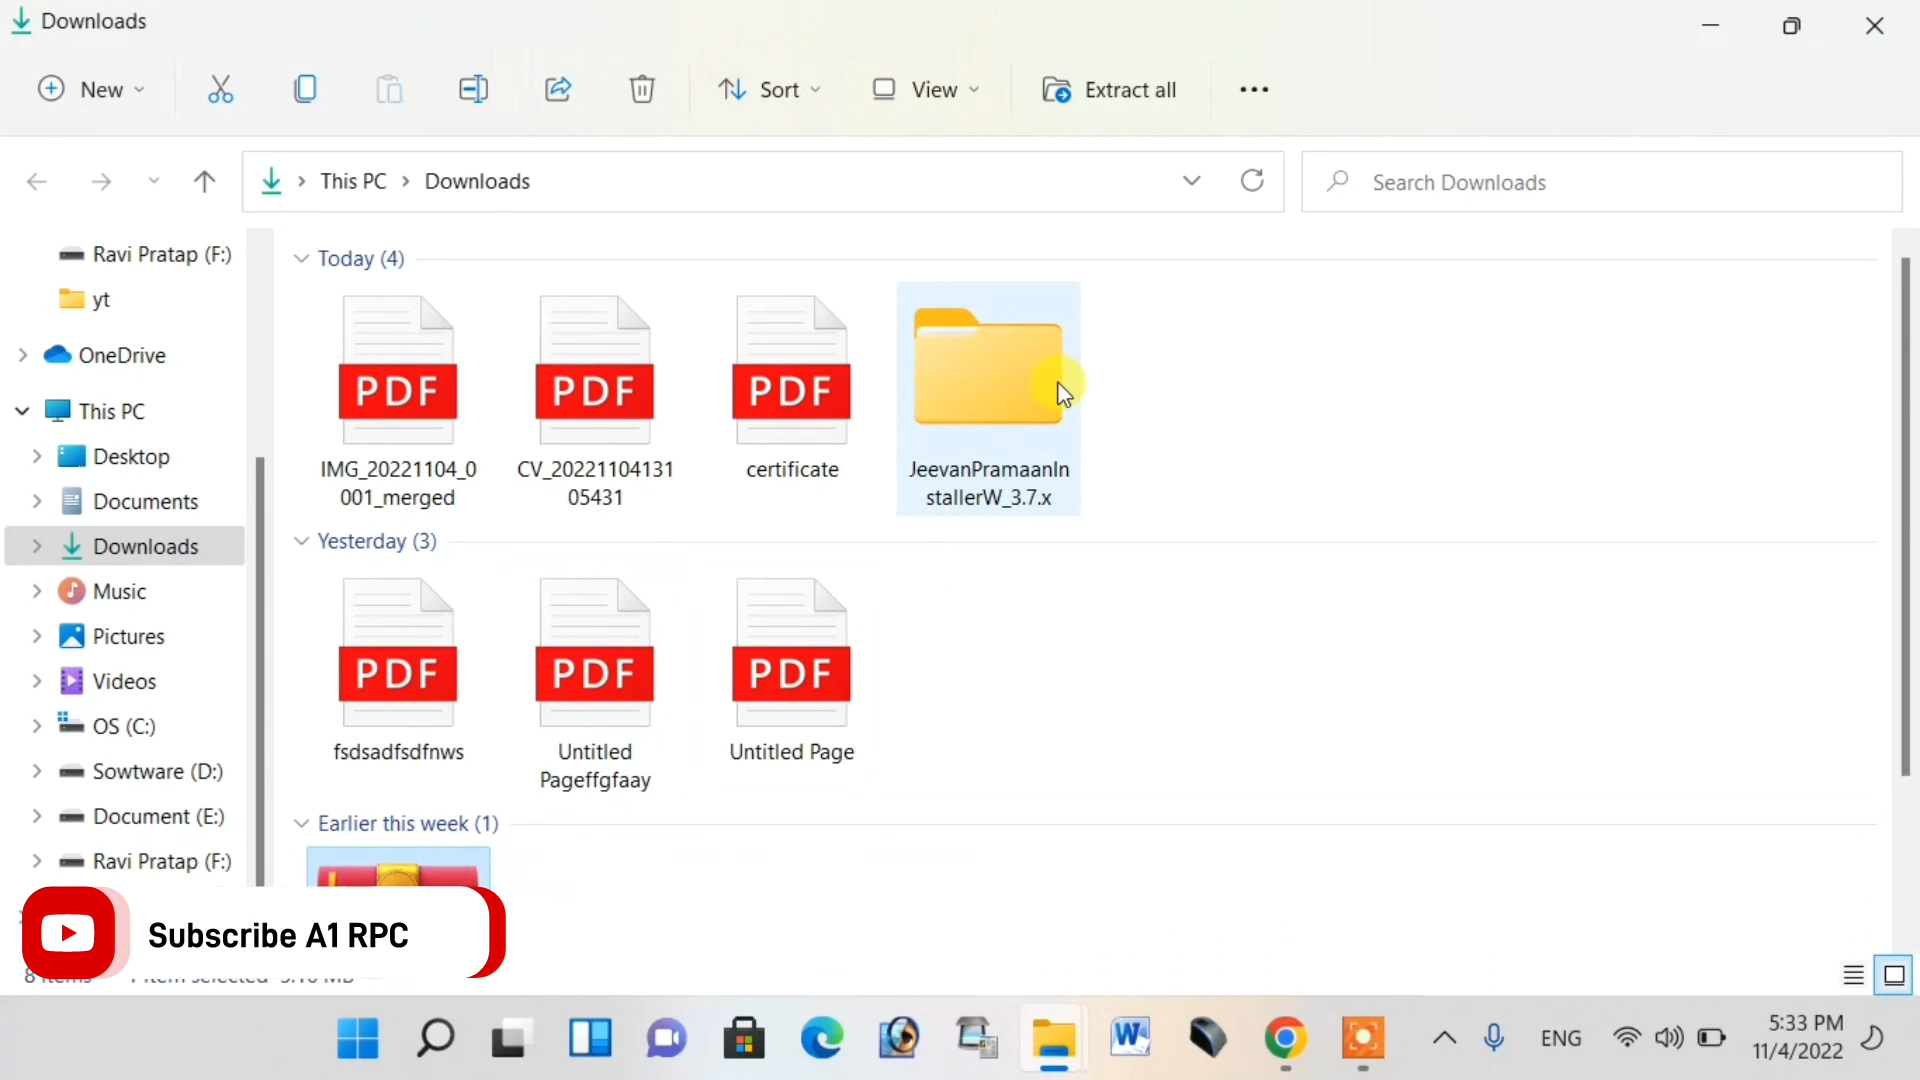 Downloads
New
Sort
View
Extract all
This PC
Downloads
Search Downloads
Ravi Pratap (F:)
yt
OneDrive
This PC
Desktop
Documents
Downloads
Music
Pictures
Videos
OS (C:)
Sowtware (D:)
Document (E:)
Ravi Pratap (F:)
Today (4)
PDF
PDF
PDF
IMG_20221104_0
001_merged
CV_20221104131
05431
certificate
JeevanPramaanIn
stallerW_3.7.x
Yesterday (3)
PDF
PDF
PDF
fsdsadfsdfnws
Untitled
Pageffgfaay
Untitled Page
Earlier this week (1)
Subscribe A1 RPC
ENG
5:33 PM
11/4/2022